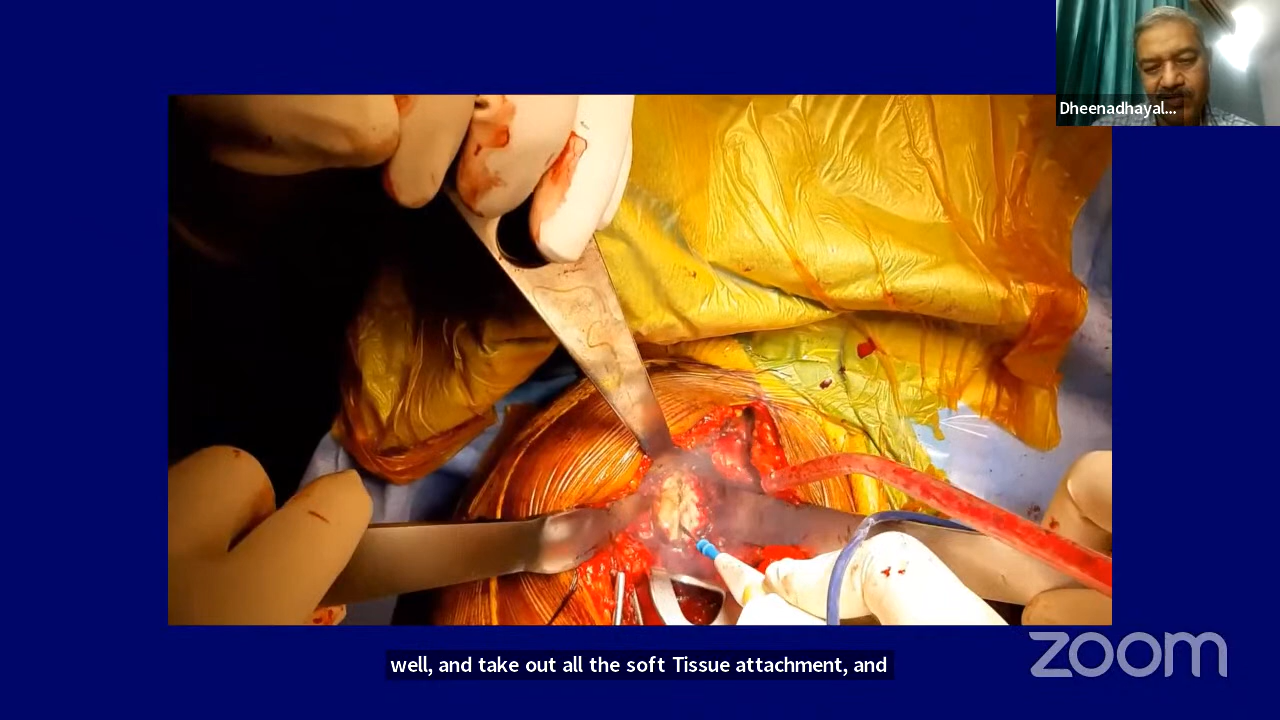 Dheenadhayal...
well, and take out all the soft Tissue attachment, and
zoom